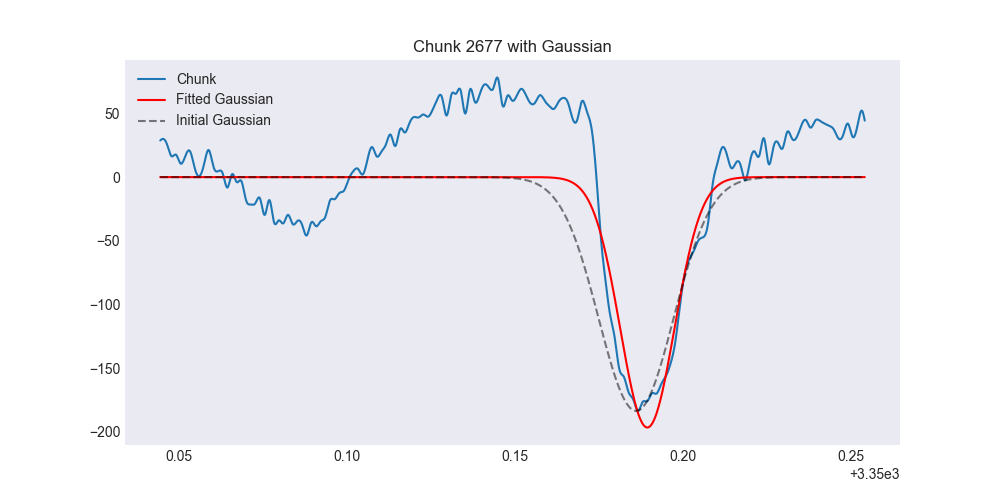 Chunk 2677 with Gaussian
Chunk
Fitted Gaussian
Initial Gaussian
50
0
−50
−100
−150
−200
0.05 0.10 0.15 0.20 0.25
+3.35e3